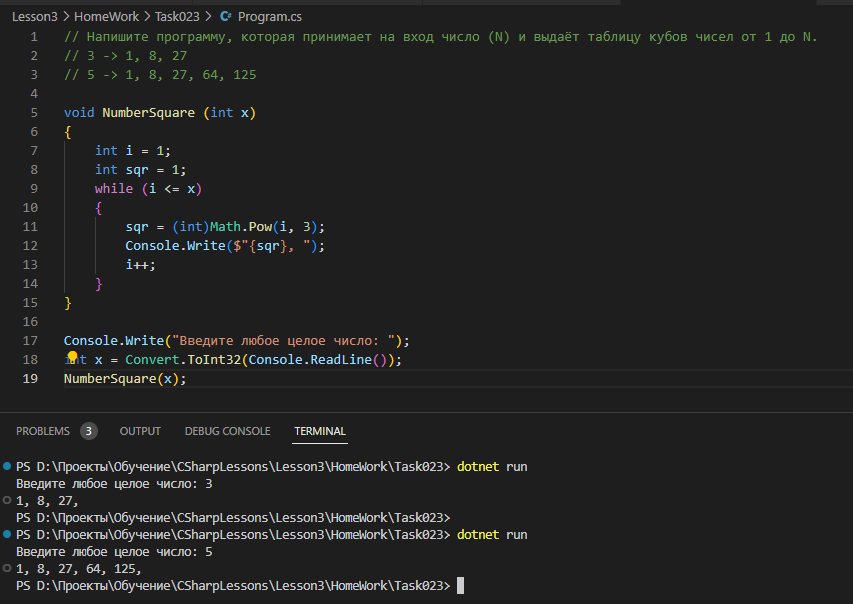 Lesson3 > HomeWork > Task023 > C# Program.cs
1 // Напишите программу, которая принимает на вход число (N) и выдаёт таблицу кубов чисел от 1 до N.
2 // 3 -> 1, 8, 27
3 // 5 -> 1, 8, 27, 64, 125
4
5 void NumberSquare (int x)
6 {
7     int i = 1;
8     int sqr = 1;
9     while (i <= x)
10     {
11         sqr = (int)Math.Pow(i, 3);
12         Console.Write($"{sqr}, ");
13         i++;
14     }
15 }
16
17 Console.Write("Введите любое целое число: ");
18 int x = Convert.ToInt32(Console.ReadLine());
19 NumberSquare(x);
PROBLEMS 3 OUTPUT DEBUG CONSOLE TERMINAL
PS D:\Проекты\Обучение\CSharpLessons\Lesson3\HomeWork\Task023> dotnet run
Введите любое целое число: 3
1, 8, 27,
PS D:\Проекты\Обучение\CSharpLessons\Lesson3\HomeWork\Task023>
PS D:\Проекты\Обучение\CSharpLessons\Lesson3\HomeWork\Task023> dotnet run
Введите любое целое число: 5
1, 8, 27, 64, 125,
PS D:\Проекты\Обучение\CSharpLessons\Lesson3\HomeWork\Task023>